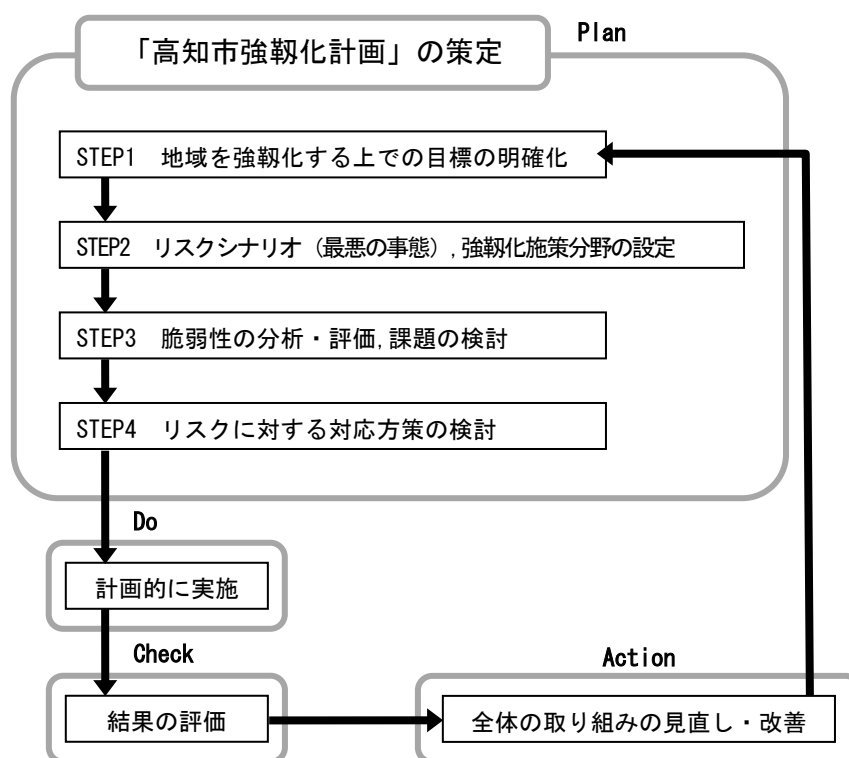 「高知市強靱化計画」の策定
Plan
STEP1　地域を強靱化する上での目標の明確化
STEP2　リスクシナリオ（最悪の事態）,強靱化施策分野の設定
STEP3　脆弱性の分析・評価,課題の検討
STEP4　リスクに対する対応方策の検討
Do
計画的に実施
Check
結果の評価
Action
全体の取り組みの見直し・改善